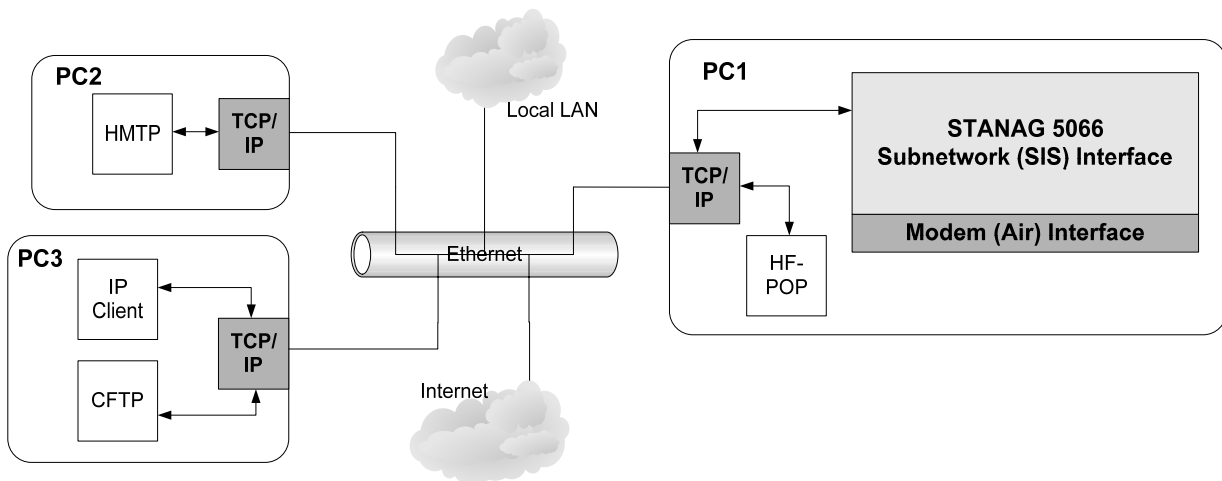 PC2
HMTP
TCP/
IP
Local LAN
PC1
TCP/
IP
STANAG 5066
Subnetwork (SIS) Interface
Modem (Air) Interface
HF-
POP
Ethernet
PC3
IP
Client
TCP/
IP
CFTP
Internet